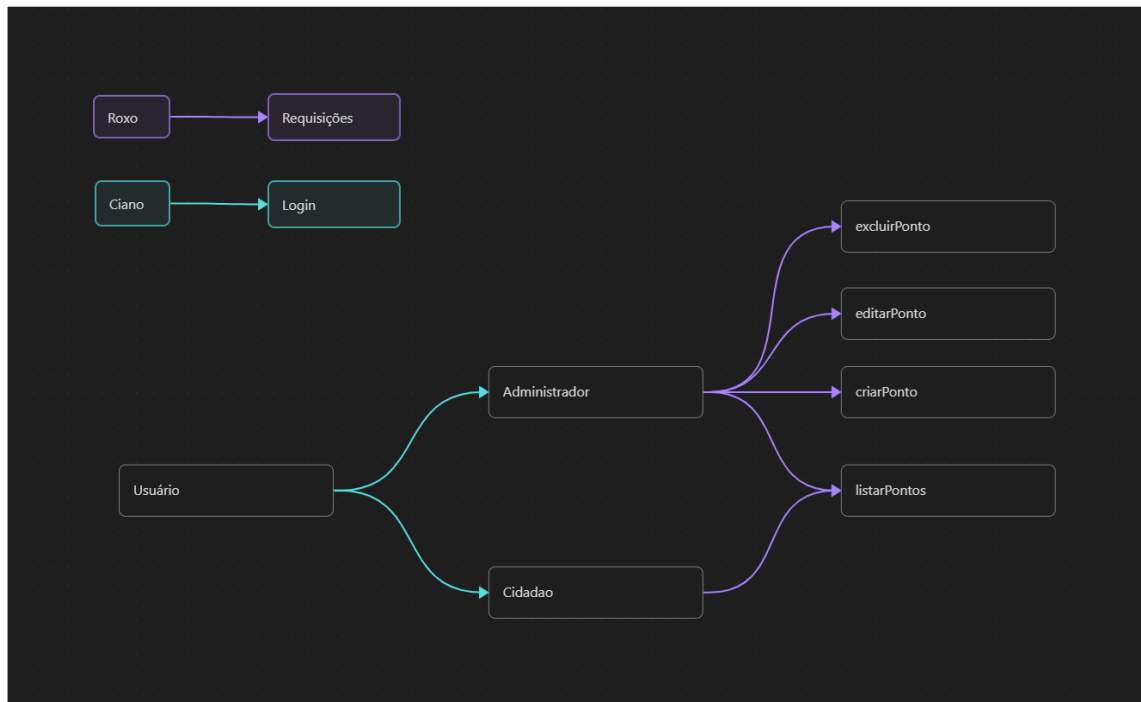 Roxo
Requisições
Ciano
Login
excluirPonto
editarPonto
Administrador
criarPonto
Usuário
listarPontos
Cidadao